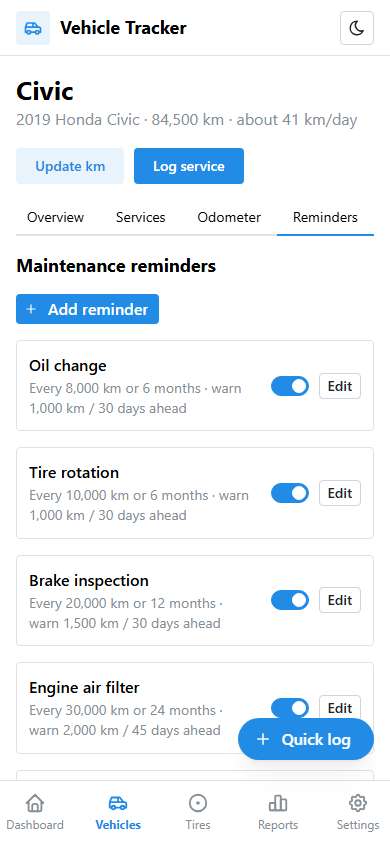 Vehicle Tracker
Civic
2019 Honda Civic · 84,500 km · about 41 km/day
Update km
Log service
Overview
Services
Odometer
Reminders
Maintenance reminders
+ Add reminder
Oil change
Every 8,000 km or 6 months · warn
1,000 km / 30 days ahead
Edit
Tire rotation
Every 10,000 km or 6 months · warn
1,000 km / 30 days ahead
Edit
Brake inspection
Every 20,000 km or 12 months ·
warn 1,500 km / 30 days ahead
Edit
Engine air filter
Every 30,000 km or 24 months ·
warn 2,000 km / 45 days ahead
Edit
+ Quick log
Dashboard
Vehicles
Tires
Reports
Settings